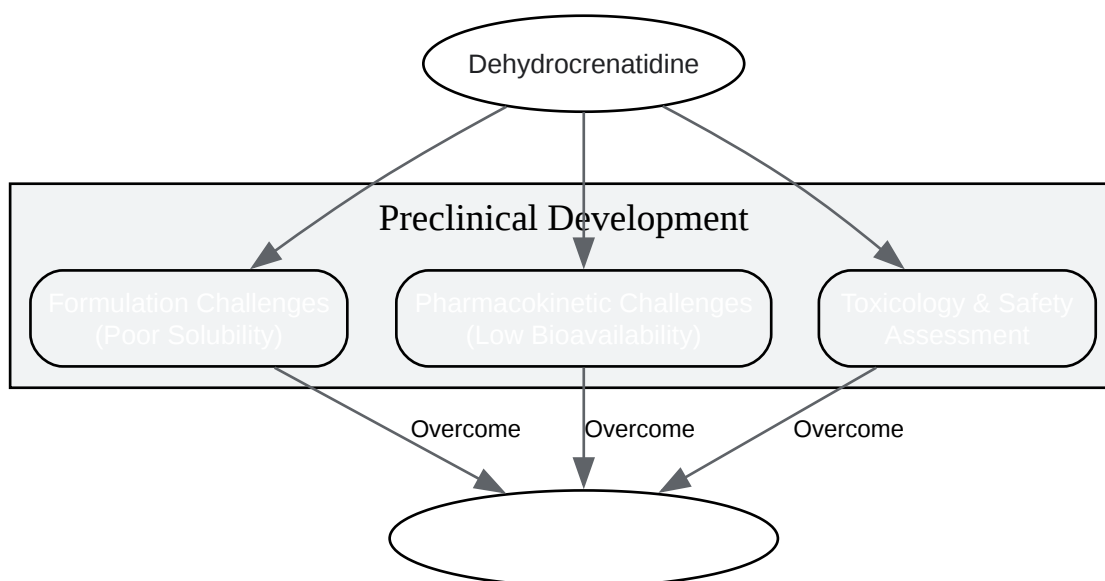 Dehydrocrenatidine
Preclinical Development
Formulation Challenges
(Poor Solubility)
Pharmacokinetic Challenges
(Low Bioavailability)
Toxicology & Safety
Assessment
Overcome
Overcome
Overcome